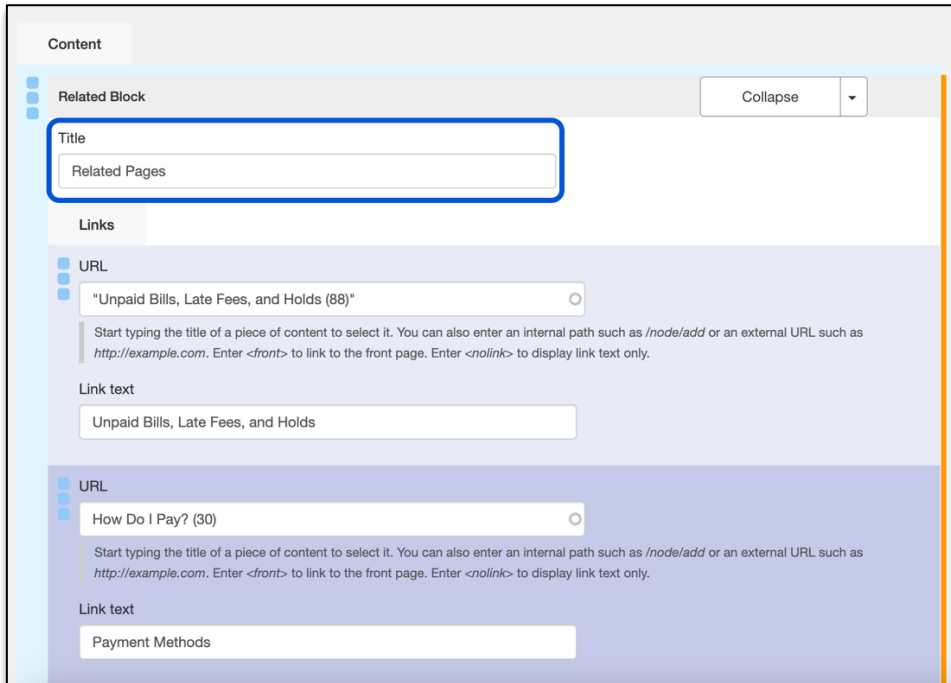 Content
Related Block
Collapse
Title
Related Pages
Links
URL
"Unpaid Bills, Late Fees, and Holds (88)"
Start typing the title of a piece of content to select it. You can also enter an internal path such as /node/add or an external URL such as
http://example.com. Enter <front> to link to the front page. Enter <nolink> to display link text only.
Link text
Unpaid Bills, Late Fees, and Holds
URL
How Do I Pay? (30)
Start typing the title of a piece of content to select it. You can also enter an internal path such as /node/add or an external URL such as
http://example.com. Enter <front> to link to the front page. Enter <nolink> to display link text only.
Link text
Payment Methods